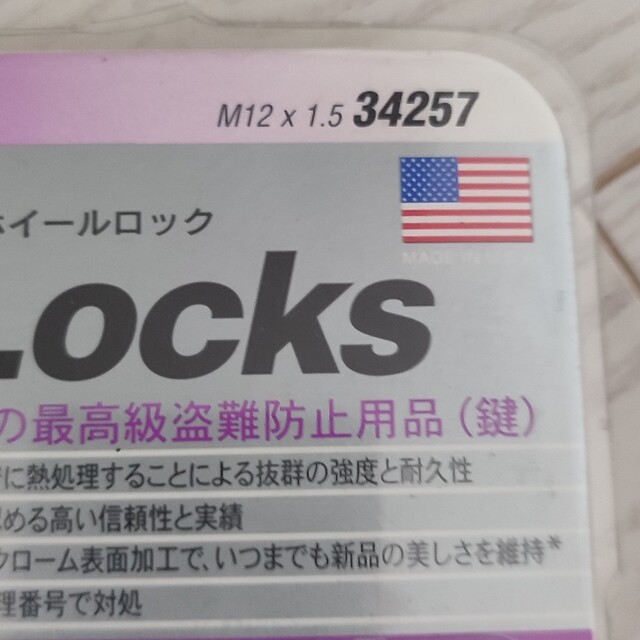 M12 x 1.5 34257
イールロック
MADE IN
Locks
の最高級盗難防止用品(鍵)
に熱処理することによる抜群の強度と耐久性
める高い信頼性と実績
クローム表面加工で、いつまでも新品の美しさを維持*
理番号で対処